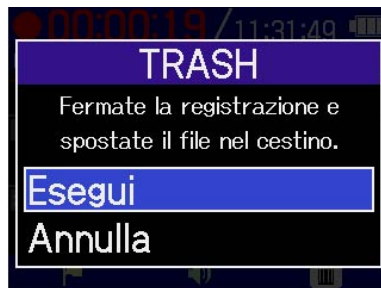 00:00:19/11:31:49
TRASH
Fermate la registrazione e
spostate il file nel cestino.
Esegui
Annulla